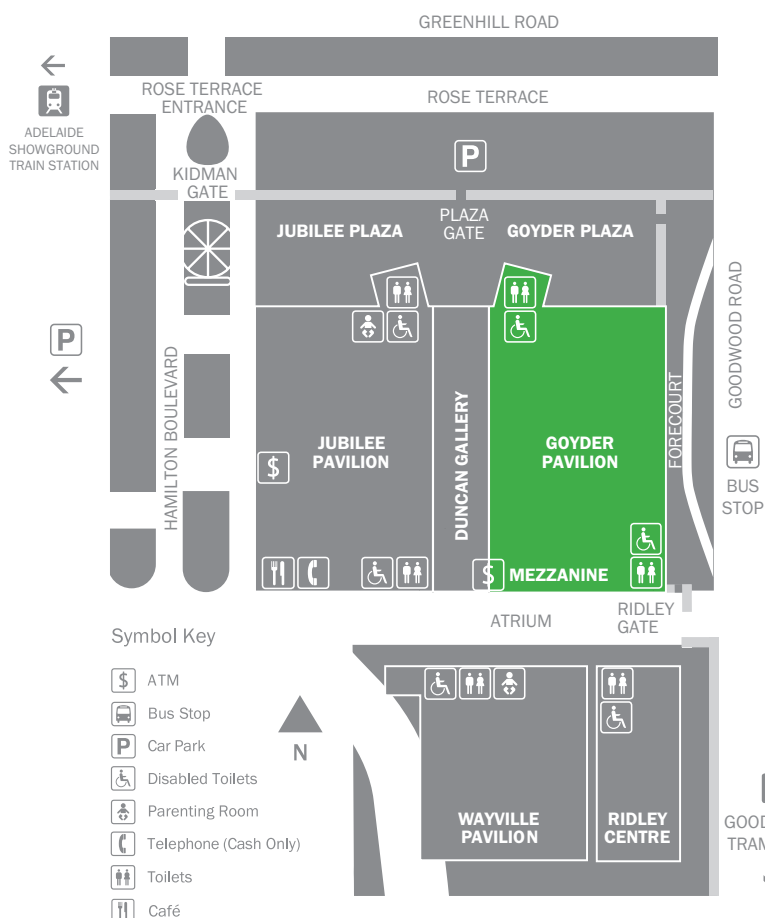 GREENHILL ROAD
ROSE TERRACE
ENTRANCE
ROSE TERRACE
ADELAIDE
SHOWGROUND
TRAIN STATION
P
KIDMAN
GATE
PLAZA
GATE
JUBILEE PLAZA
GOYDER PLAZA
P
GOODWOOD ROAD
HAMILTON BOULEVARD
JUBILEE
PAVILION
DUNCAN GALLERY
GOYDER
PAVILION
FORECOURT
$
BUS
STOP
$
MEZZANINE
ATRIUM
RIDLEY
GATE
Symbol Key
$ ATM
Bus Stop
P Car Park
Disabled Toilets
Parenting Room
Telephone (Cash Only)
Toilets
Café
N
WAYVILLE
PAVILION
RIDLEY
CENTRE